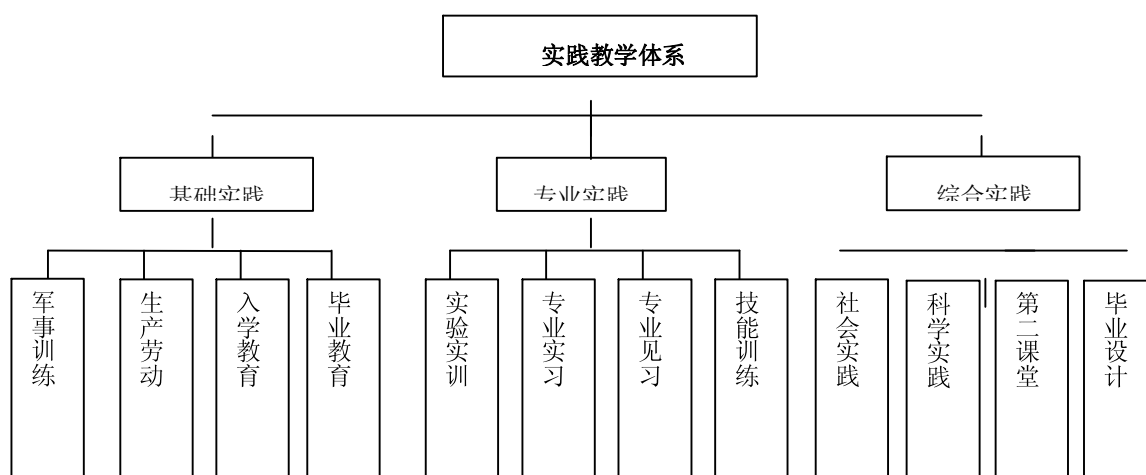 实践教学体系
基础实践
专业实践
综合实践
军事训练
生产劳动
入学教育
毕业教育
实验实训
专业实习
专业见习
技能训练
社会实践
科学实践
第二课堂
毕业设计